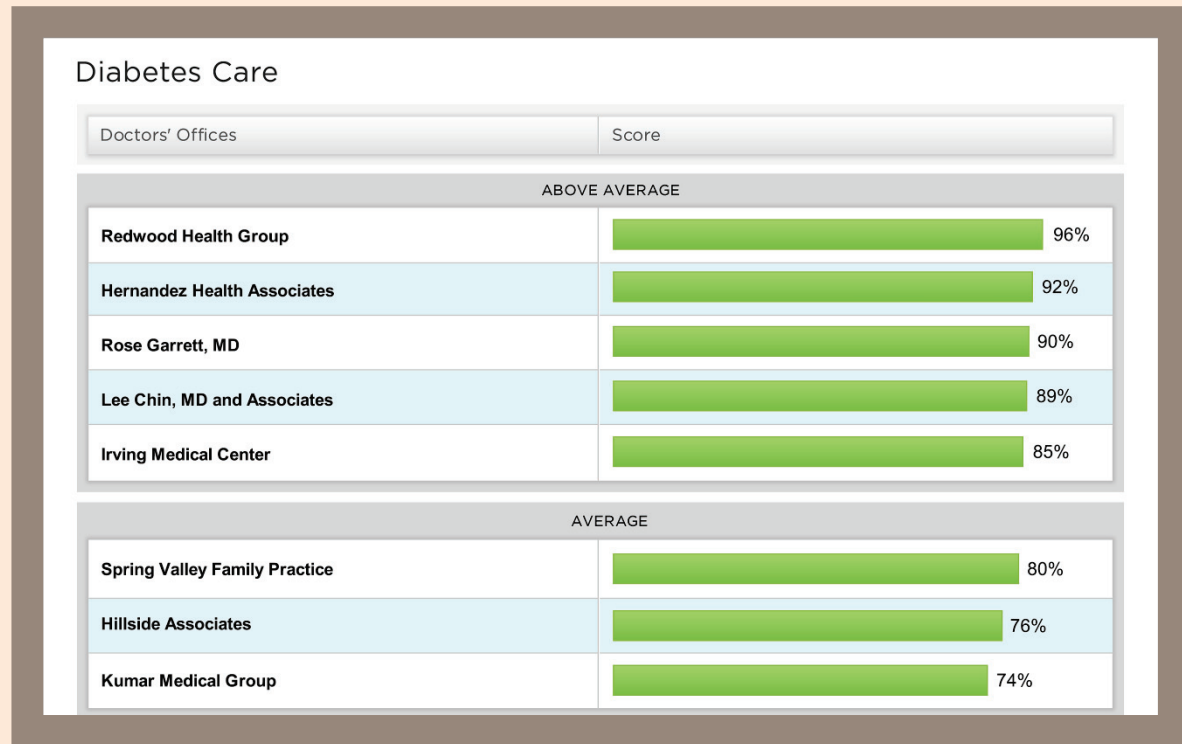 Diabetes Care
Doctors' Offices Score
ABOVE AVERAGE
Redwood Health Group 96%
Hernandez Health Associates 92%
Rose Garrett, MD 90%
Lee Chin, MD and Associates 89%
Irving Medical Center 85%
AVERAGE
Spring Valley Family Practice 80%
Hillside Associates 76%
Kumar Medical Group 74%